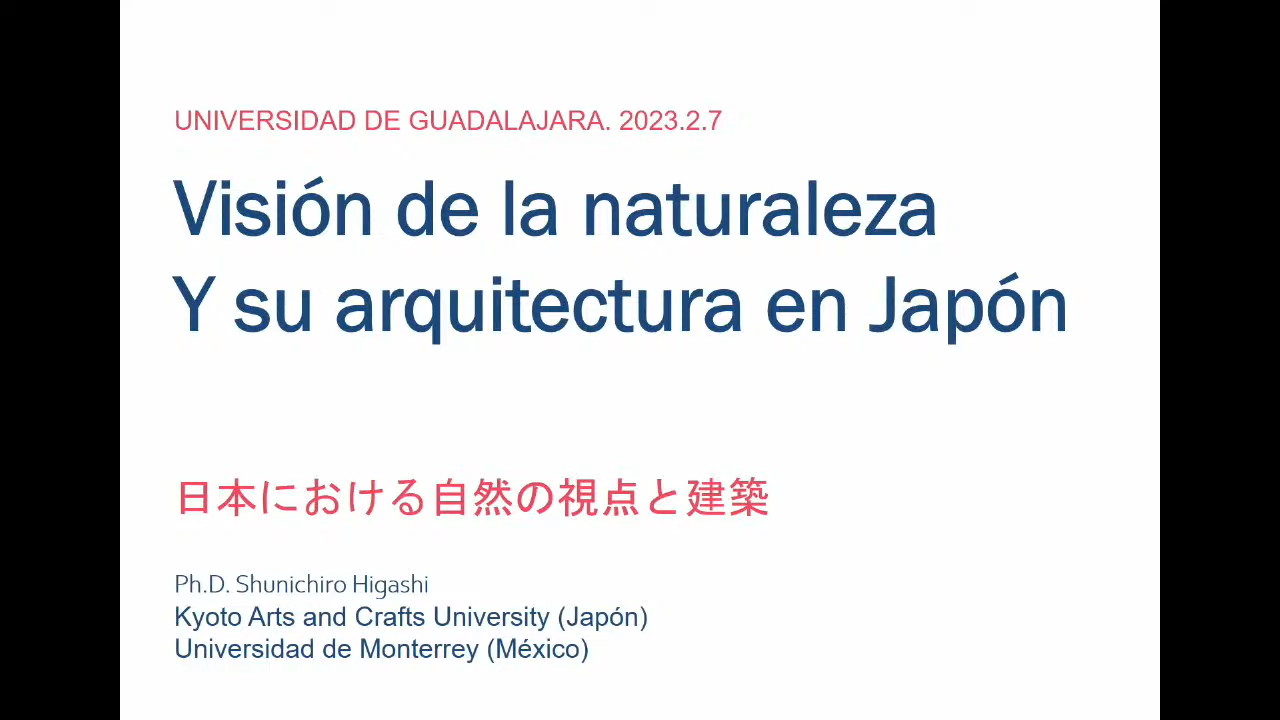 UNIVERSIDAD DE GUADALAJARA. 2023.2.7
Visión de la naturaleza
Y su arquitectura en Japón
日本における自然の視点と建築
Ph.D. Shunichiro Higashi
Kyoto Arts and Crafts University (Japón)
Universidad de Monterrey (México)